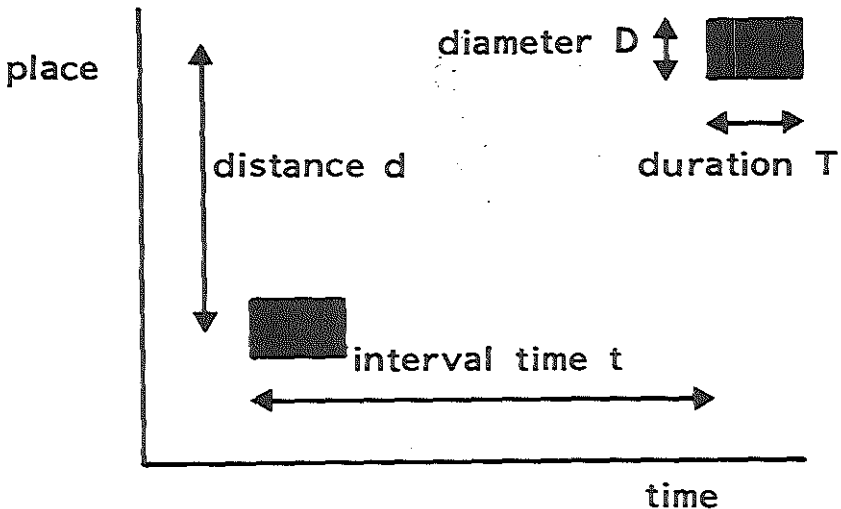 diameter D
place
distance d
duration T
interval time t
time